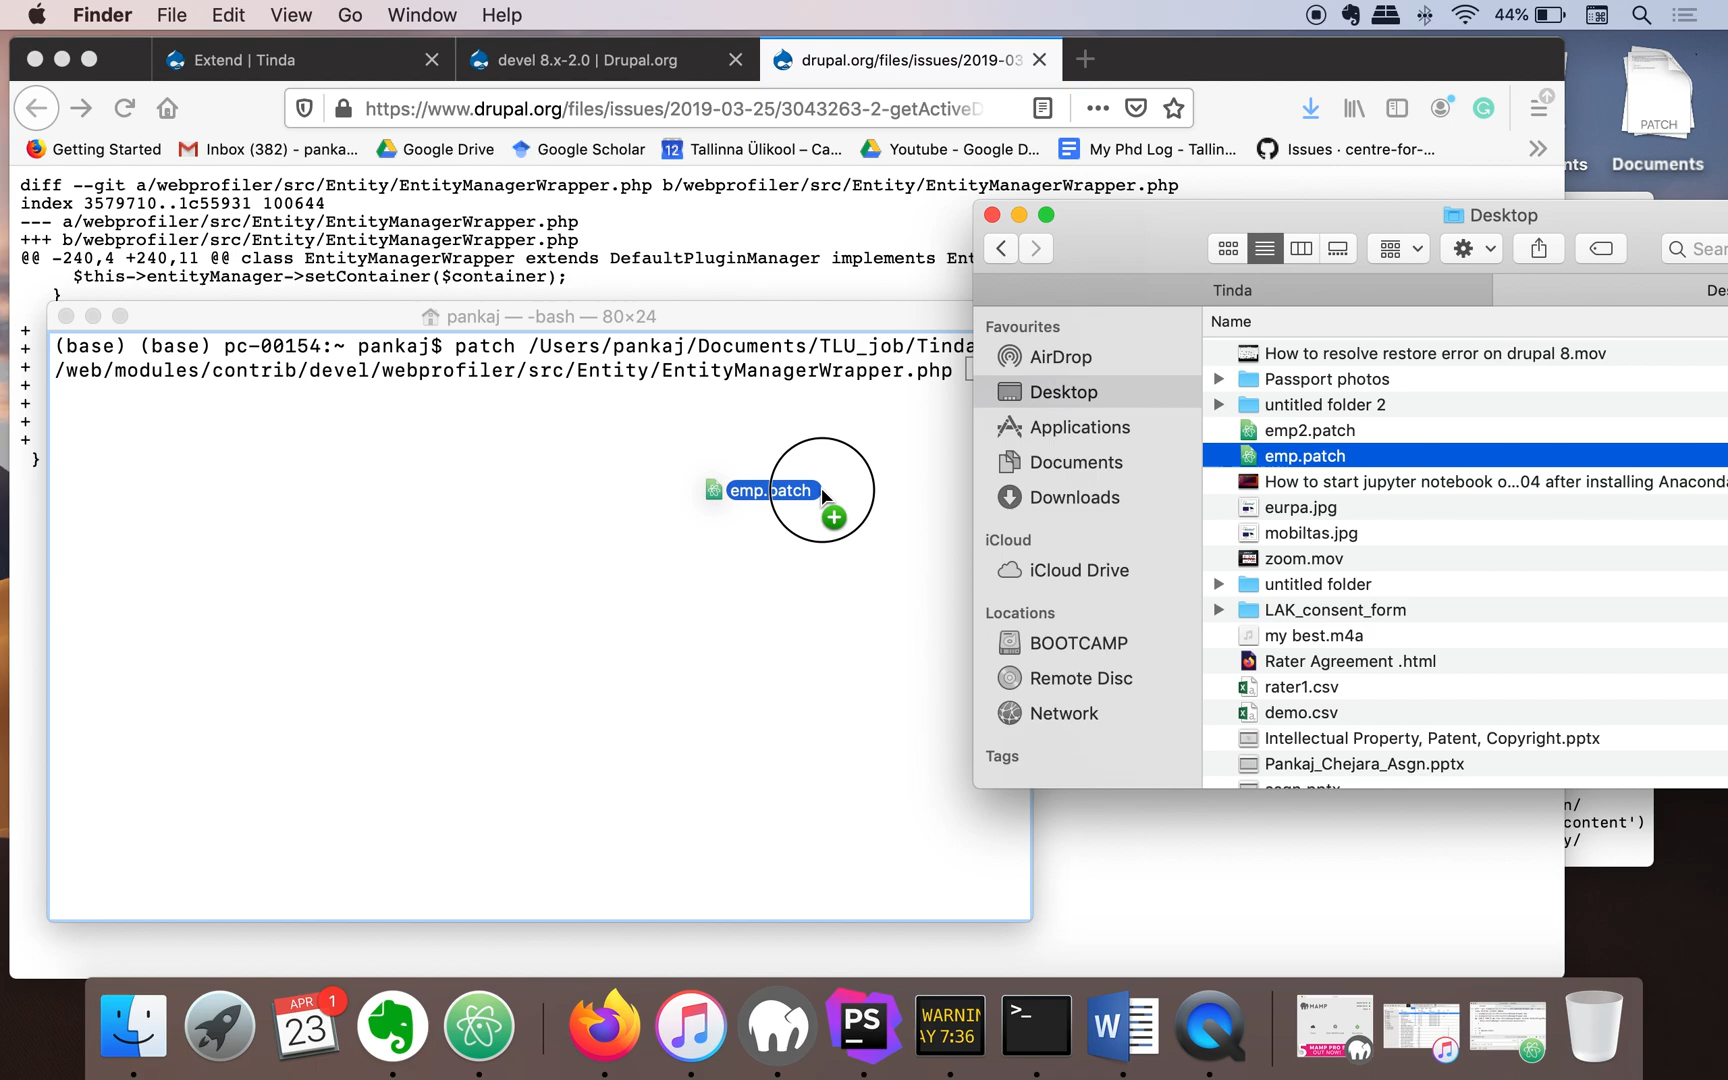 Finder File Edit View Go Window Help 44%
Extend | Tinda
devel 8.x-2.0 | Drupal.org
drupal.org/files/issues/2019-03
https://www.drupal.org/files/issues/2019-03-25/3043263-2-getActiveD
Getting Started
Inbox (382) - panka...
Google Drive
Google Scholar
12 Tallinna Ülikool – Ca...
Youtube - Google D...
My Phd Log - Tallin...
Issues · centre-for-...
PATCH
nts
Documents
diff --git a/webprofiler/src/Entity/EntityManagerWrapper.php b/webprofiler/src/Entity/EntityManagerWrapper.php
index 3579710..1c55931 100644
--- a/webprofiler/src/Entity/EntityManagerWrapper.php
+++ b/webprofiler/src/Entity/EntityManagerWrapper.php
@@ -240,4 +240,11 @@ class EntityManagerWrapper extends DefaultPluginManager implements Ent
$this->entityManager->setContainer($container);
}
+
+
+
+
+
+
+
}
pankaj — -bash — 80×24
(base) (base) pc-00154:~ pankaj$ patch /Users/pankaj/Documents/TLU_job/Tinda
/web/modules/contrib/devel/webprofiler/src/Entity/EntityManagerWrapper.php
emp.patch
Desktop
Sear
Tinda
Des
Favourites
AirDrop
Desktop
Applications
Documents
Downloads
iCloud
iCloud Drive
Locations
BOOTCAMP
Remote Disc
Network
Tags
Name
How to resolve restore error on drupal 8.mov
Passport photos
untitled folder 2
emp2.patch
emp.patch
How to start jupyter notebook o...04 after installing Anaconda
eurpa.jpg
mobiltas.jpg
zoom.mov
untitled folder
LAK_consent_form
my best.m4a
Rater Agreement .html
rater1.csv
demo.csv
Intellectual Property, Patent, Copyright.pptx
Pankaj_Chejara_Asgn.pptx
n/
content')
y/
APR
23
1
PS
WARNIN
AY 7:36
>_
W
MAMP